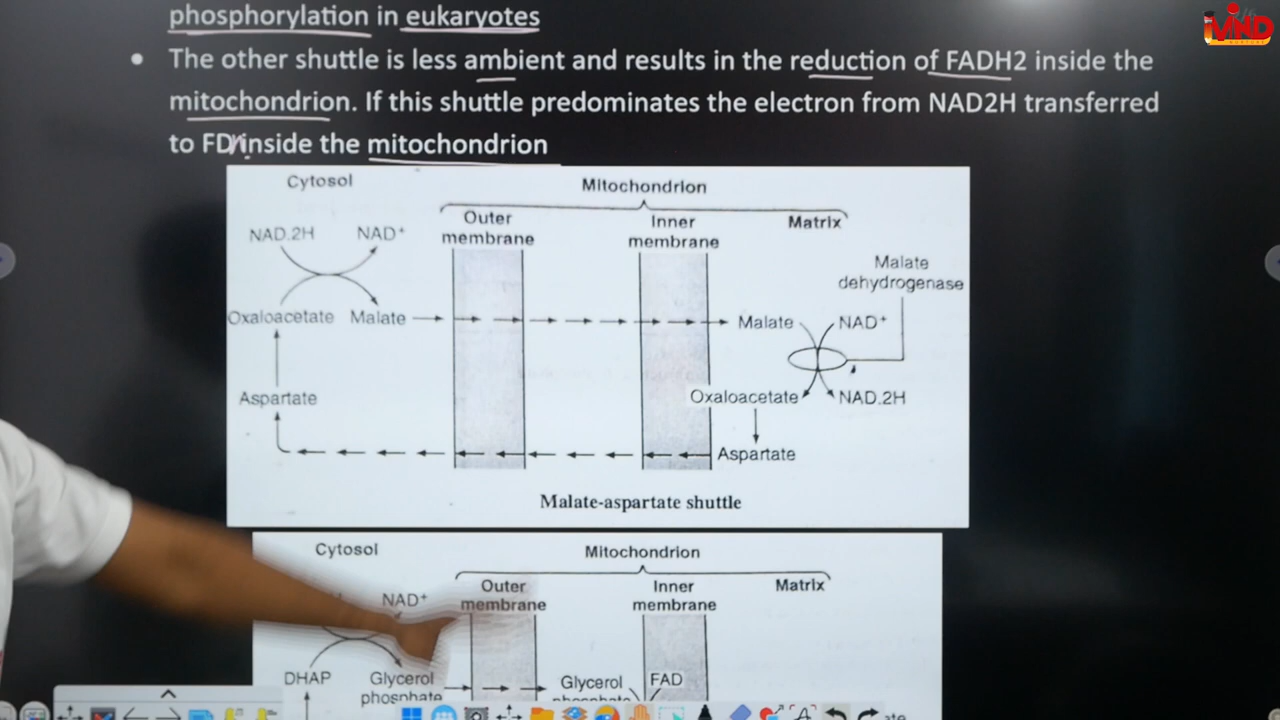 phosphorylation in eukaryotes
• The other shuttle is less ambient and results in the reduction of FADH2 inside the
mitochondrion. If this shuttle predominates the electron from NAD2H transferred
to FD inside the mitochondrion
Cytosol
Mitochondrion
Outer membrane
Inner membrane
Matrix
NAD.2H
NAD⁺
Malate dehydrogenase
Oxaloacetate
Malate
Malate
NAD⁺
Aspartate
Oxaloacetate
NAD.2H
Aspartate
Malate-aspartate shuttle
Cytosol
Mitochondrion
NAD⁺
Outer membrane
Inner membrane
Matrix
DHAP
Glycerol phosphate
Glycerol phosphate
FAD